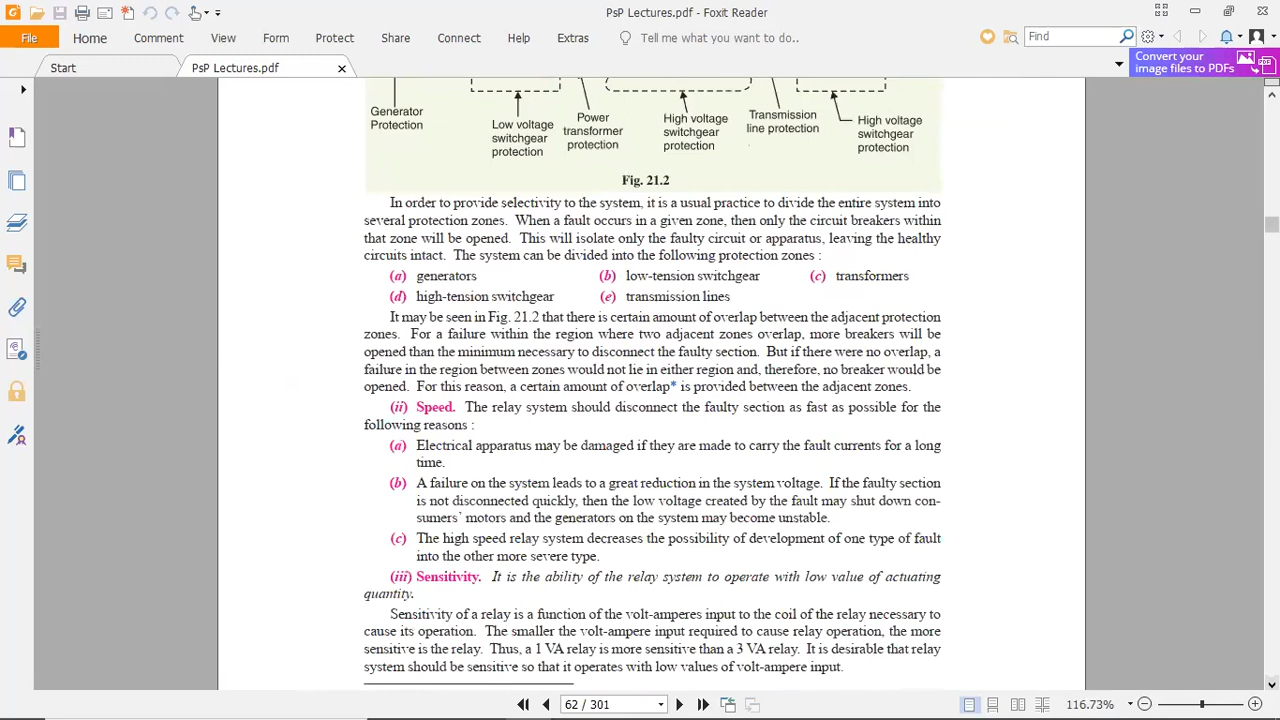 PsP Lectures.pdf - Foxit Reader
File Home Comment View Form Protect Share Connect Help Extras Tell me what you want to do.. Find
Start PsP Lectures.pdf
Convert your
image files to PDFs
Generator
Protection
Low voltage
switchgear
protection
Power
transformer
protection
High voltage
switchgear
protection
Transmission
line protection
High voltage
switchgear
protection
Fig. 21.2
In order to provide selectivity to the system, it is a usual practice to divide the entire system into
several protection zones. When a fault occurs in a given zone, then only the circuit breakers within
that zone will be opened. This will isolate only the faulty circuit or apparatus, leaving the healthy
circuits intact. The system can be divided into the following protection zones :
(a) generators (b) low-tension switchgear (c) transformers
(d) high-tension switchgear (e) transmission lines
It may be seen in Fig. 21.2 that there is certain amount of overlap between the adjacent protection
zones. For a failure within the region where two adjacent zones overlap, more breakers will be
opened than the minimum necessary to disconnect the faulty section. But if there were no overlap, a
failure in the region between zones would not lie in either region and, therefore, no breaker would be
opened. For this reason, a certain amount of overlap* is provided between the adjacent zones.
(ii) Speed. The relay system should disconnect the faulty section as fast as possible for the
following reasons :
(a) Electrical apparatus may be damaged if they are made to carry the fault currents for a long
time.
(b) A failure on the system leads to a great reduction in the system voltage. If the faulty section
is not disconnected quickly, then the low voltage created by the fault may shut down con-
sumers' motors and the generators on the system may become unstable.
(c) The high speed relay system decreases the possibility of development of one type of fault
into the other more severe type.
(iii) Sensitivity. It is the ability of the relay system to operate with low value of actuating
quantity.
Sensitivity of a relay is a function of the volt-amperes input to the coil of the relay necessary to
cause its operation. The smaller the volt-ampere input required to cause relay operation, the more
sensitive is the relay. Thus, a 1 VA relay is more sensitive than a 3 VA relay. It is desirable that relay
system should be sensitive so that it operates with low values of volt-ampere input.
62 / 301 116.73%